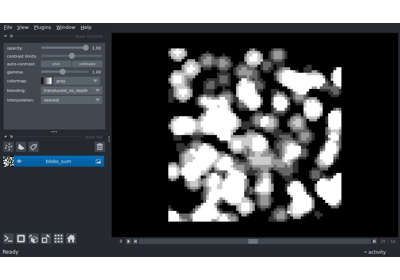 File View Plugins Window Help
opacity: 1.00
contrast limits:
auto-contrast: once continuous
gamma: 1.00
colormap: gray
blending: translucent_no_depth
interpolation: nearest
blobs_sum
Ready
activity